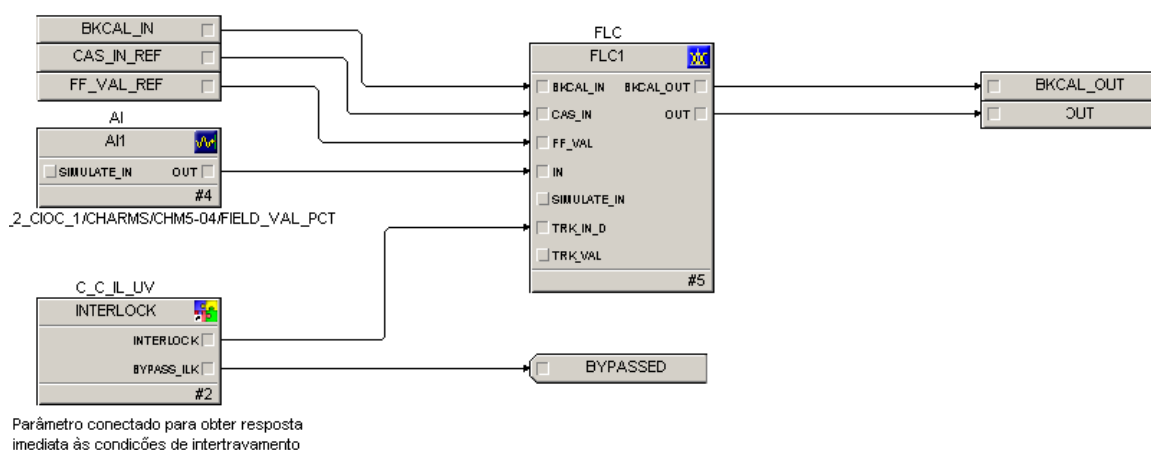 BKCAL_IN
CAS_IN_REF
FF_VAL_REF
AI
AI1
SIMULATE_IN OUT
#4
_2_CIOC_1/CHARMS/CHM5-04/FIELD_VAL_PCT
C_C_IL_UV
INTERLOCK
INTERLOCK
BYPASS_ILK
#2
Parâmetro conectado para obter resposta
imediata às condições de intertravamento
FLC
FLC1
BKCAL_IN BKCAL_OUT
CAS_IN OUT
FF_VAL
IN
SIMULATE_IN
TRK_IN_D
TRK_VAL
#5
BYPASSED
BKCAL_OUT
OUT